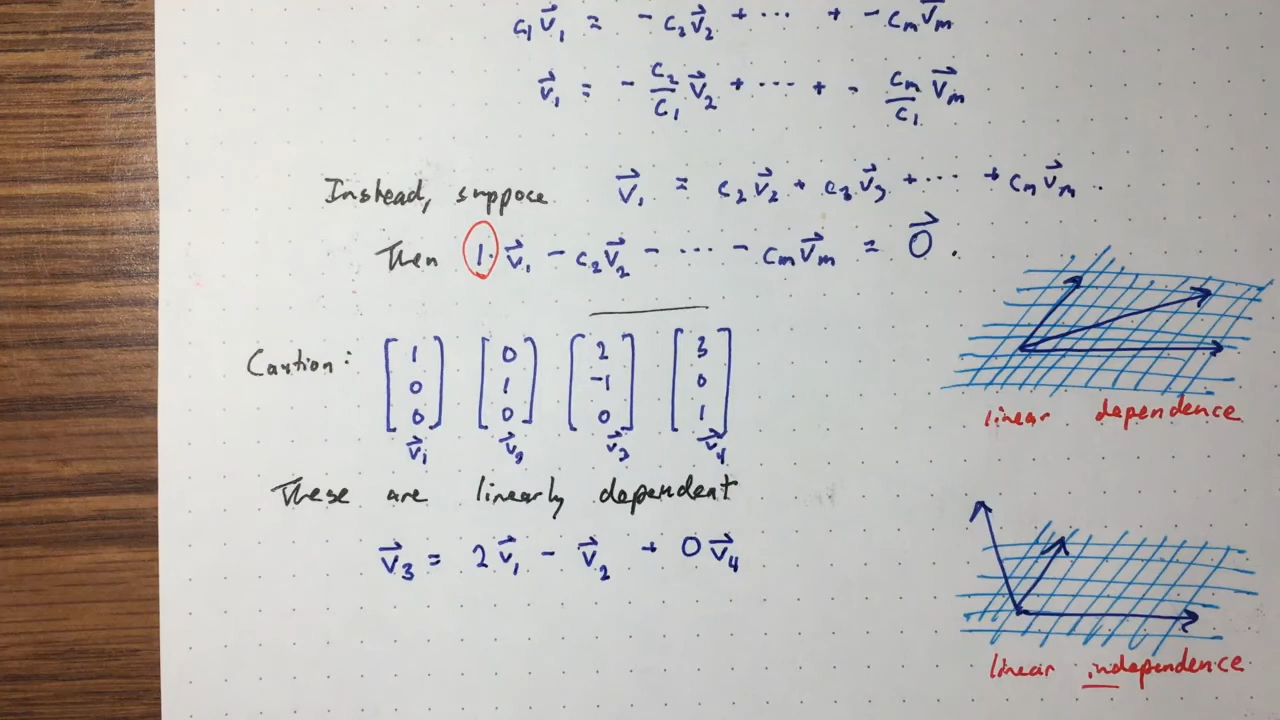 c₁v⃗₁ = -c₂v⃗₂ + ⋯ + -cₘv⃗ₘ
v⃗₁ = -c₂/c₁ v⃗₂ + ⋯ + - cₘ/c₁ v⃗ₘ
Instead, suppose v⃗₁ = c₂v⃗₂ + c₃v⃗₃ + ⋯ + cₘv⃗ₘ.
Then 1·v⃗₁ - c₂v⃗₂ - ⋯ - cₘv⃗ₘ = 0⃗.
Caution: [1 0 0] [0 1 0] [2 -1 0] [3 0 1]
v⃗₁ v⃗₂ v⃗₃ v⃗₄
These are linearly dependent
v⃗₃ = 2v⃗₁ - v⃗₂ + 0v⃗₄
linear dependence
linear independence